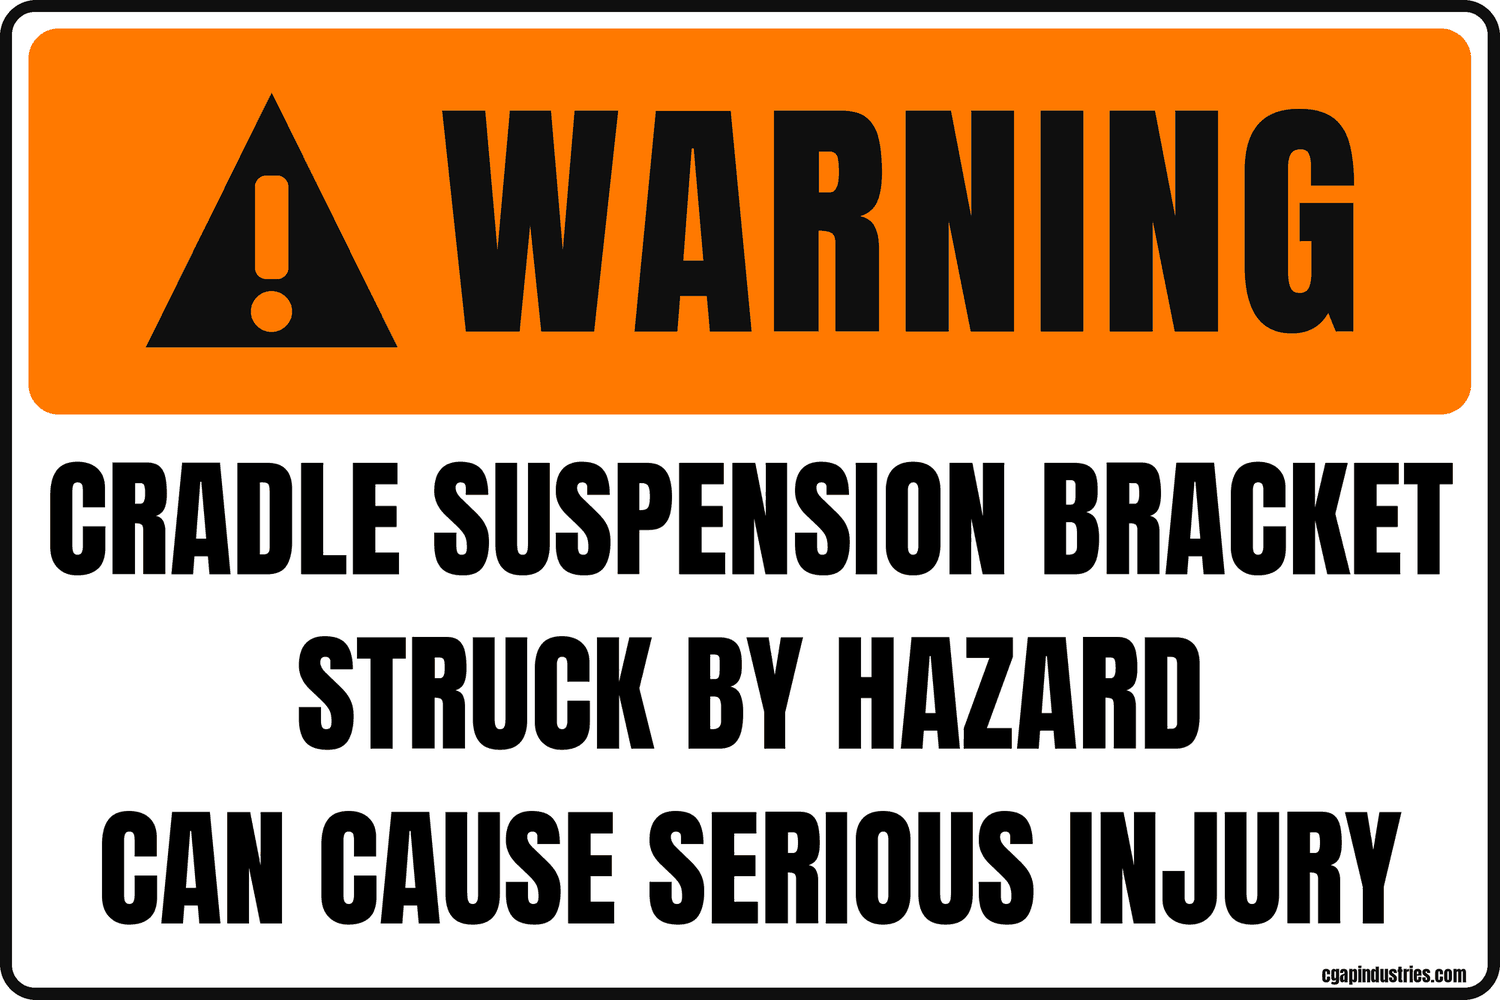 WARNING
CRADLE SUSPENSION BRACKET
STRUCK BY HAZARD
CAN CAUSE SERIOUS INJURY
cgapindustries.com